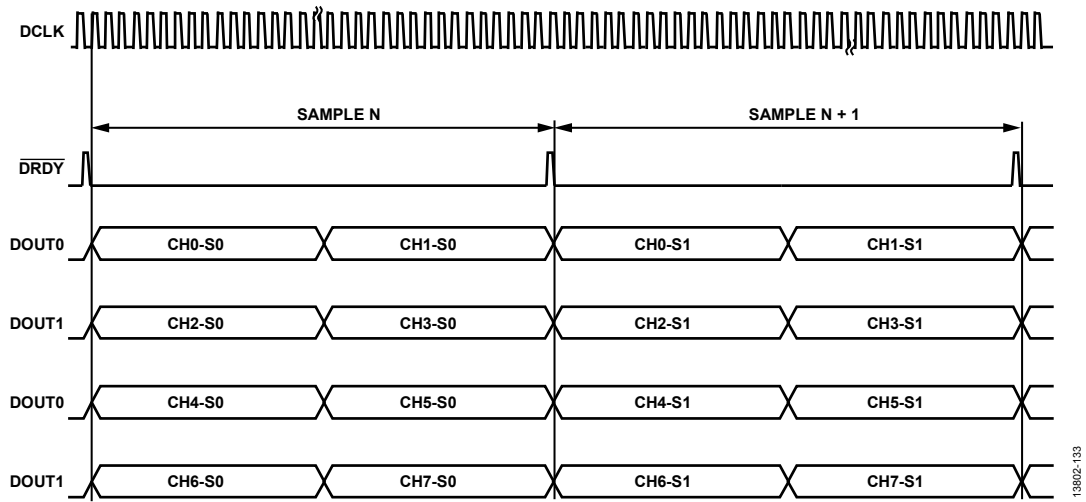 DCLK
SAMPLE N SAMPLE N + 1
DRDY
DOUT0 CH0-S0 CH1-S0 CH0-S1 CH1-S1
DOUT1 CH2-S0 CH3-S0 CH2-S1 CH3-S1
DOUT0 CH4-S0 CH5-S0 CH4-S1 CH5-S1
DOUT1 CH6-S0 CH7-S0 CH6-S1 CH7-S1
13802-133